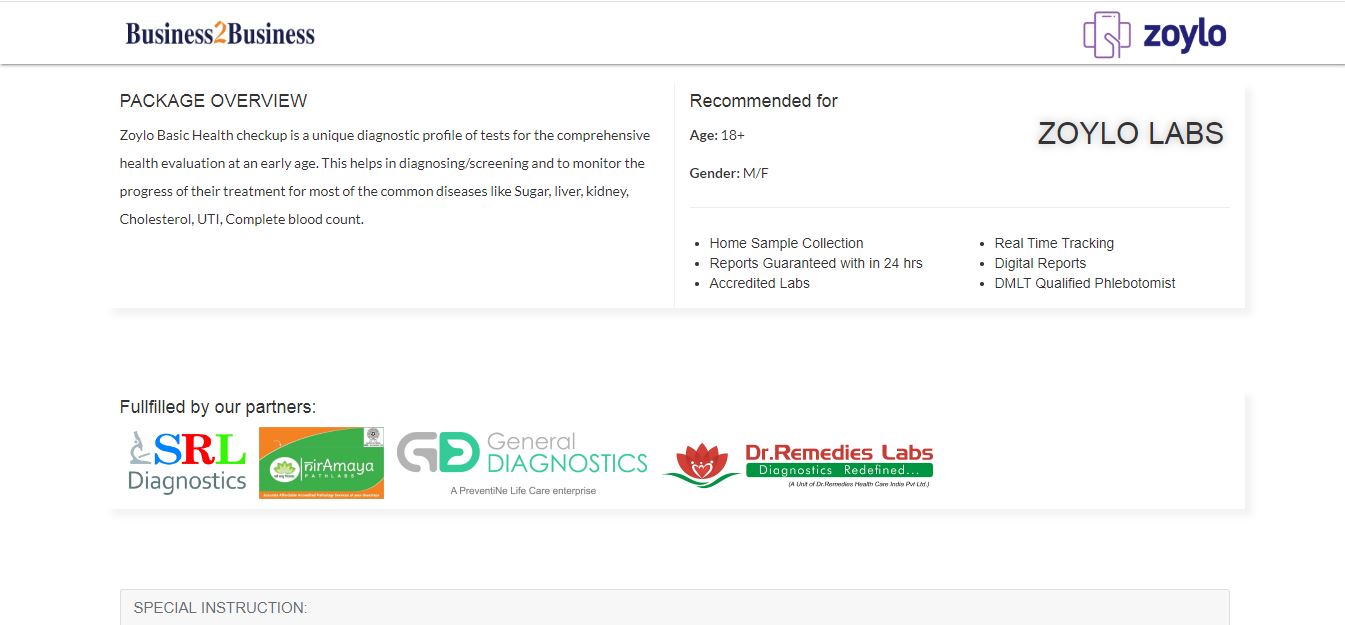 Business2Business
zoylo
PACKAGE OVERVIEW
Zoylo Basic Health checkup is a unique diagnostic profile of tests for the comprehensive
health evaluation at an early age. This helps in diagnosing/screening and to monitor the
progress of their treatment for most of the common diseases like Sugar, liver, kidney,
Cholesterol, UTI, Complete blood count.
Recommended for
Age: 18+
Gender: M/F
ZOYLO LABS
Home Sample Collection
Reports Guaranteed with in 24 hrs
Accredited Labs
Real Time Tracking
Digital Reports
DMLT Qualified Phlebotomist
Fullfilled by our partners:
SRL
Diagnostics
nirAmaya
PATHLABS
General
DIAGNOSTICS
A PreventiNe Life Care enterprise
Dr.Remedies Labs
Diagnostics Redefined...
(A Unit of Dr.Remedies Health Care India Pvt Ltd.)
SPECIAL INSTRUCTION: